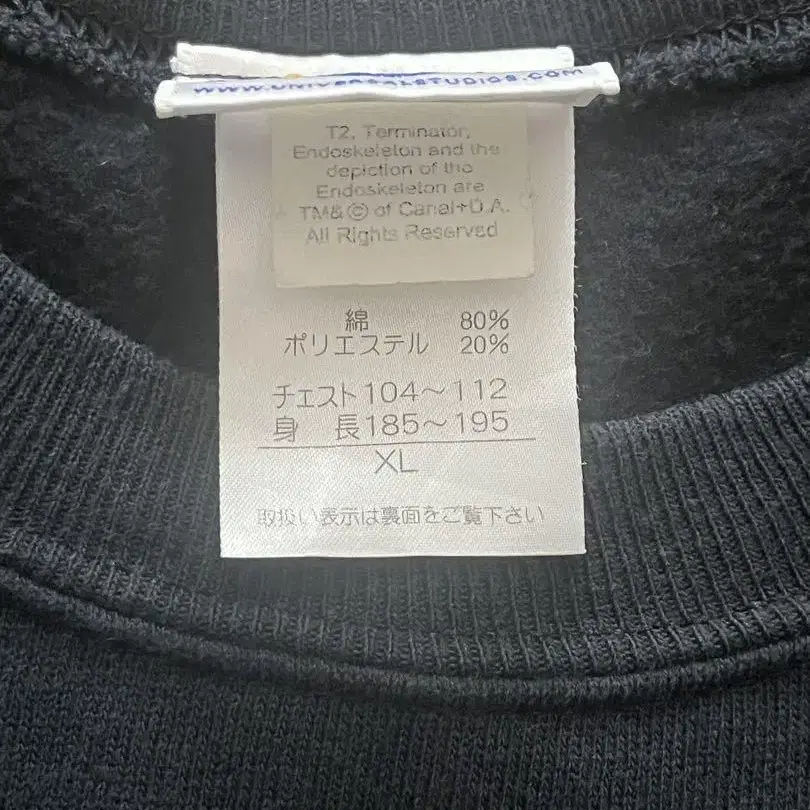 www.UNIVERSALSTUDIOS.COM
T2, Terminator,
Endoskeleton and the
depiction of the
Endoskeleton are
TM&© of Canal+D.A.
All Rights Reserved
綿 80%
ポリエステル 20%
チェスト104～112
身 長185～195
XL
取扱い表示は裏面をご覧下さい